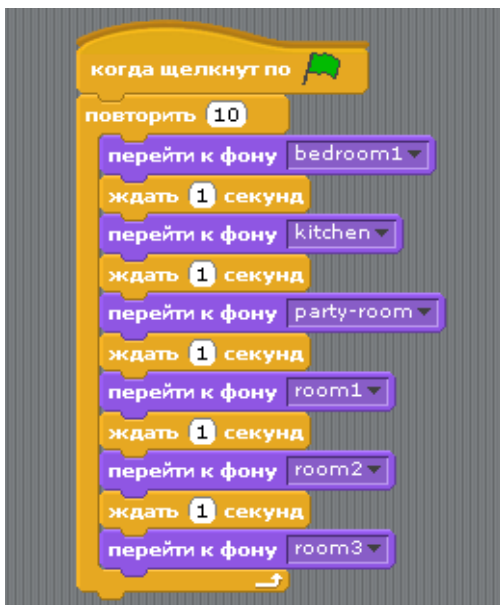 когда щелкнут по
повторить 10
перейти к фону bedroom1
ждать 1 секунд
перейти к фону kitchen
ждать 1 секунд
перейти к фону party-room
ждать 1 секунд
перейти к фону room1
ждать 1 секунд
перейти к фону room2
ждать 1 секунд
перейти к фону room3